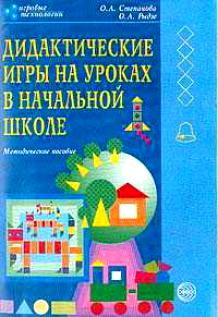 игровые
технологии
О.А. Степанова
О.А. Рыдзе
ДИДАКТИЧЕСКИЕ
ИГРЫ НА УРОКАХ
В НАЧАЛЬНОЙ
ШКОЛЕ
Методическое пособие